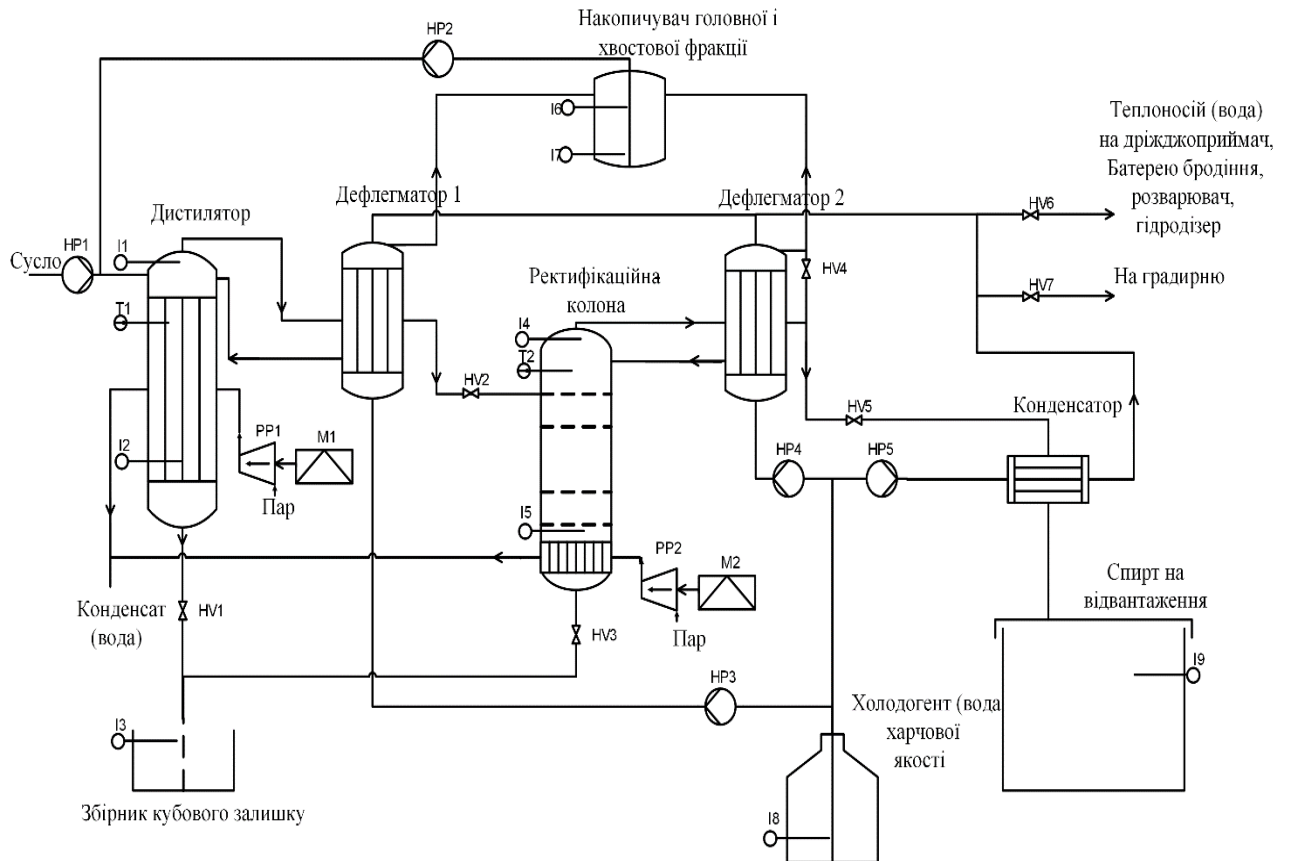 Накопичувач головної і
хвостової фракції
HP2
I6
I7
Теплоносій (вода)
на дріжджоприймач,
Батерею бродіння,
розварювач,
гідродізер
Дефлегматор 1
Дефлегматор 2
HV6
Дистилятор
HP1
I1
Сусло
HV4
Ректифікаційна
колона
HV7
На градирню
T1
I4
T2
HV2
HV5
Конденсатор
PP1
M1
I2
HP4
HP5
Пар
I5
PP2
M2
Спирт на
відвантаження
Конденсат
(вода)
HV1
HV3
Пар
I9
HP3
Холодогент (вода
харчової
якості
I3
Збірник кубового залишку
I8